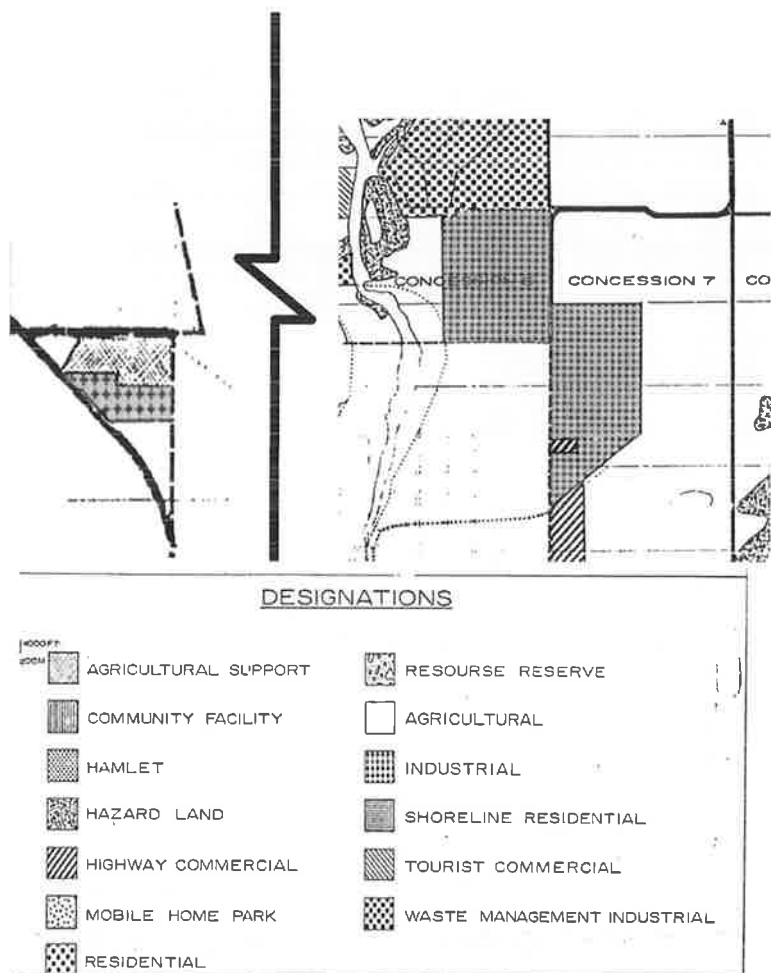 CONCESSION
CONCESSION 7
CO
DESIGNATIONS
AGRICULTURAL SUPPORT
COMMUNITY FACILITY
HAMLET
HAZARD LAND
HIGHWAY COMMERCIAL
MOBILE HOME PARK
RESIDENTIAL
RESOURSE RESERVE
AGRICULTURAL
INDUSTRIAL
SHORELINE RESIDENTIAL
TOURIST COMMERCIAL
WASTE MANAGEMENT INDUSTRIAL